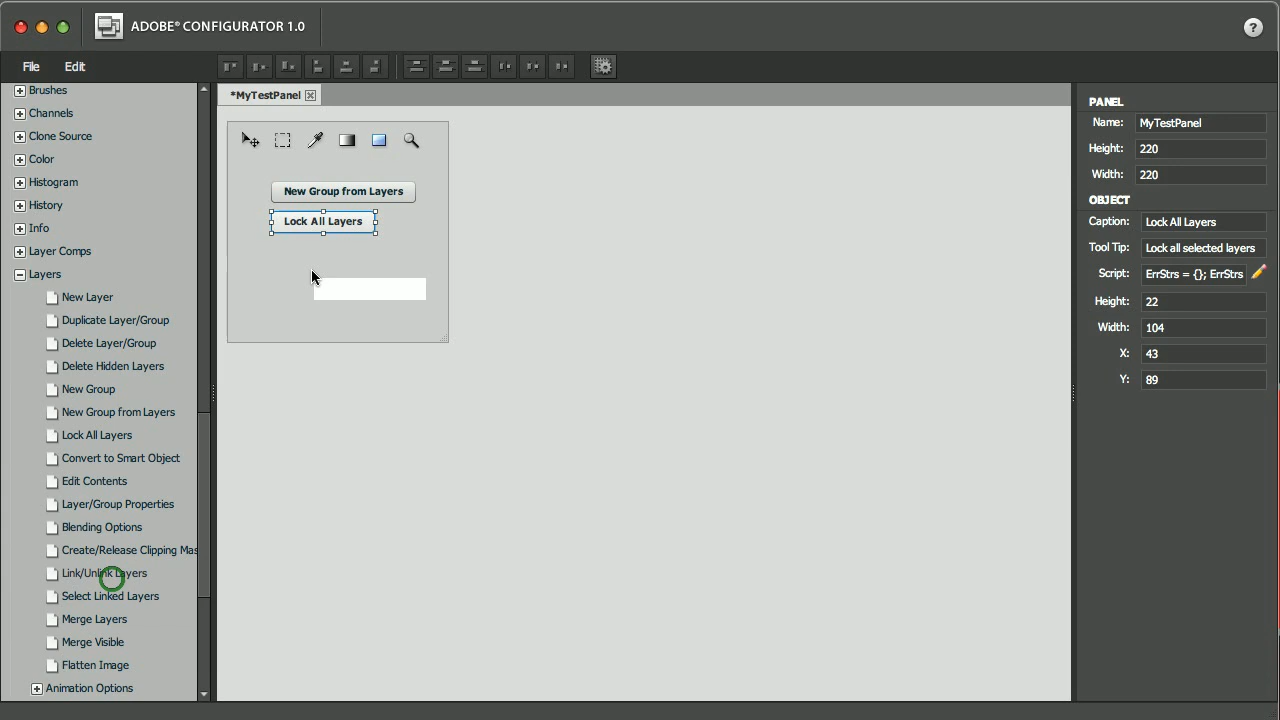 ADOBE® CONFIGURATOR 1.0
?
File Edit
Brushes
Channels
Clone Source
Color
Histogram
History
Info
Layer Comps
Layers
New Layer
Duplicate Layer/Group
Delete Layer/Group
Delete Hidden Layers
New Group
New Group from Layers
Lock All Layers
Convert to Smart Object
Edit Contents
Layer/Group Properties
Blending Options
Create/Release Clipping Mas
Link/Unlink Layers
Select Linked Layers
Merge Layers
Merge Visible
Flatten Image
Animation Options
*MyTestPanel
New Group from Layers
Lock All Layers
PANEL
Name: MyTestPanel
Height: 220
Width: 220
OBJECT
Caption: Lock All Layers
Tool Tip: Lock all selected layers
Script: ErrStrs = {}; ErrStrs
Height: 22
Width: 104
X: 43
Y: 89